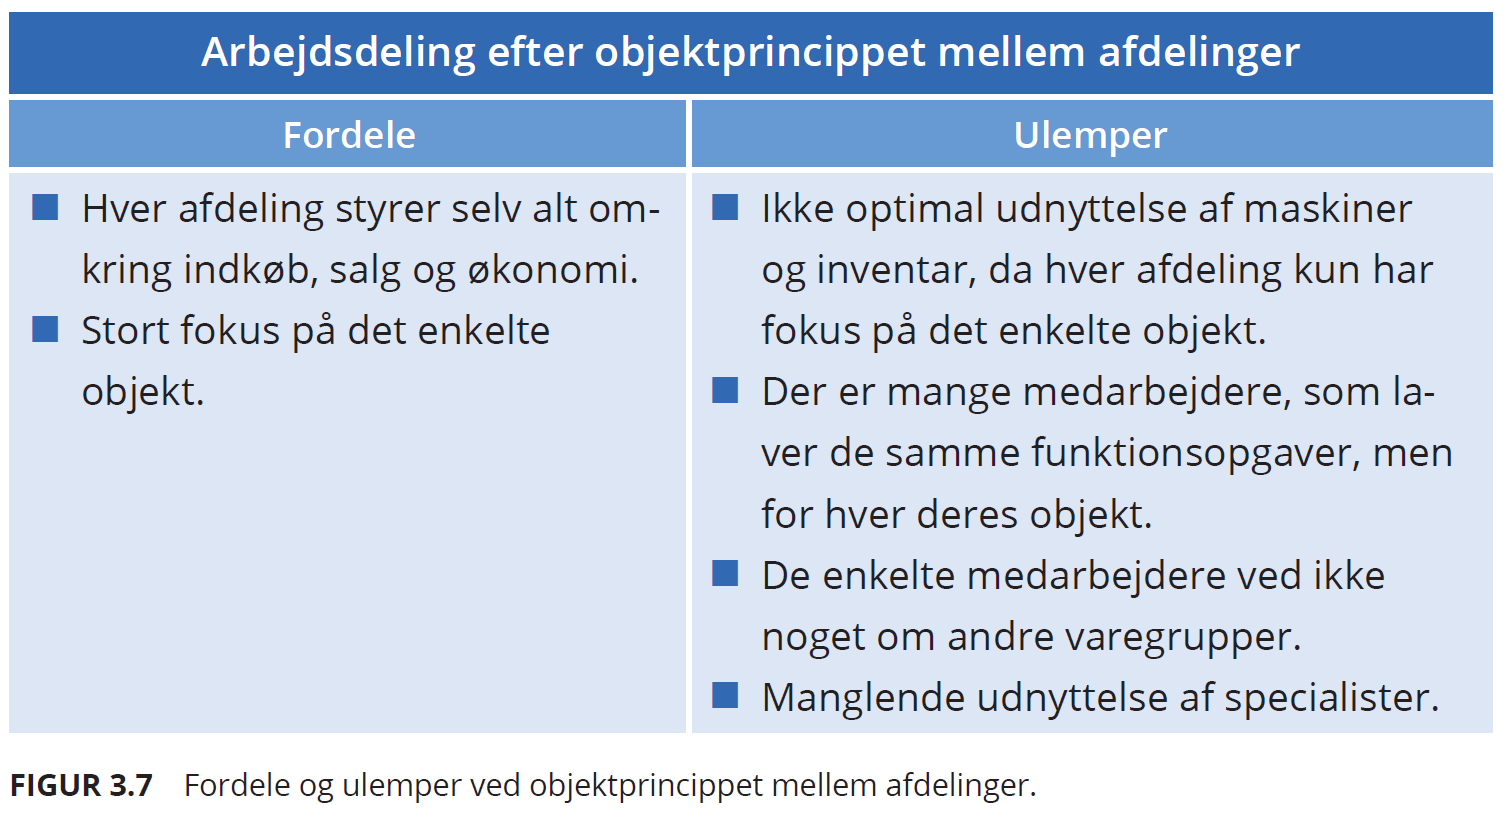 Arbejdsdeling efter objektprincippet mellem afdelinger
Fordele
Hver afdeling styrer selv alt om-
kring indkøb, salg og økonomi.
Stort fokus på det enkelte
objekt.
Ulemper
Ikke optimal udnyttelse af maskiner
og inventar, da hver afdeling kun har
fokus på det enkelte objekt.
Der er mange medarbejdere, som la-
ver de samme funktionsopgaver, men
for hver deres objekt.
De enkelte medarbejdere ved ikke
noget om andre varegrupper.
Manglende udnyttelse af specialister.
FIGUR 3.7 Fordele og ulemper ved objektprincippet mellem afdelinger.